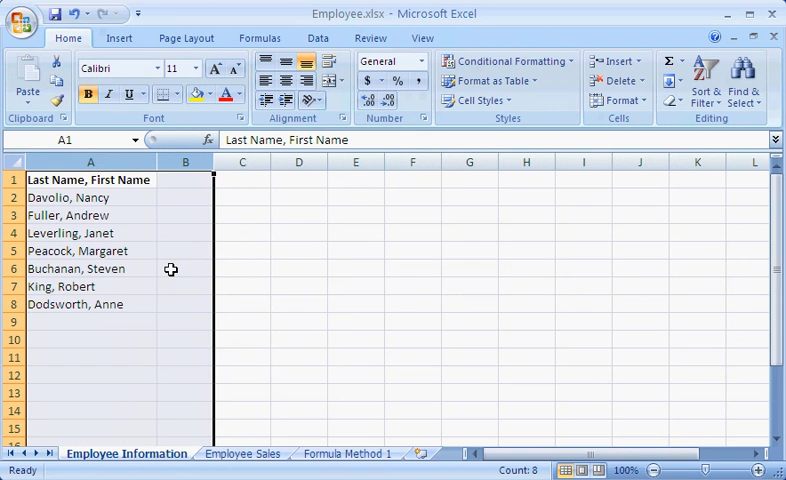 Employee.xlsx - Microsoft Excel
Home Insert Page Layout Formulas Data Review View
Paste
Clipboard
Calibri 11
B I U
A A
A
Font
Alignment
General
$ % ,
Number
Conditional Formatting
Format as Table
Cell Styles
Styles
Insert
Delete
Format
Cells
Σ
Sort & Filter
Find & Select
Editing
A1 fx Last Name, First Name
A B C D E F G H I J K L
1 Last Name, First Name
2 Davolio, Nancy
3 Fuller, Andrew
4 Leverling, Janet
5 Peacock, Margaret
6 Buchanan, Steven
7 King, Robert
8 Dodsworth, Anne
9
10
11
12
13
14
15
16
Employee Information Employee Sales Formula Method 1
Ready Count: 8 100%